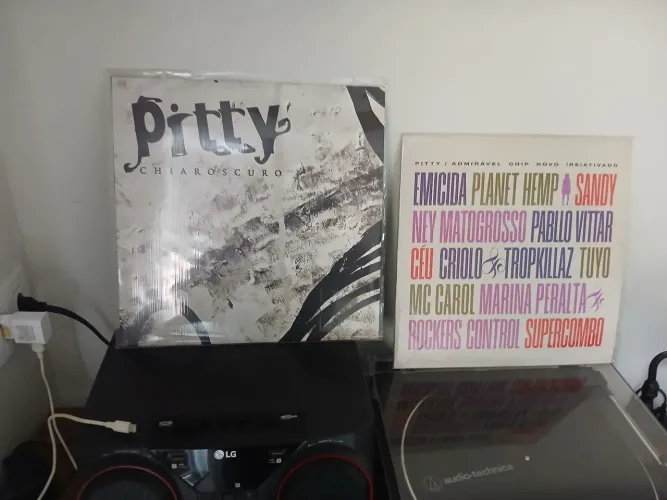 pitty
CHIAROSCURO
PITTY | ADMIRÁVEL CHIP NOVO (RE)ATIVADO
EMICIDA PLANET HEMP SANDY
NEY MATOGROSSO PABLLO VITTAR
CÉU CRIOLO TROPKILLAZ TUYO
MC CAROL MARINA PERALTA
ROCKERS CONTROL SUPERCOMBO
LG
audio-technica